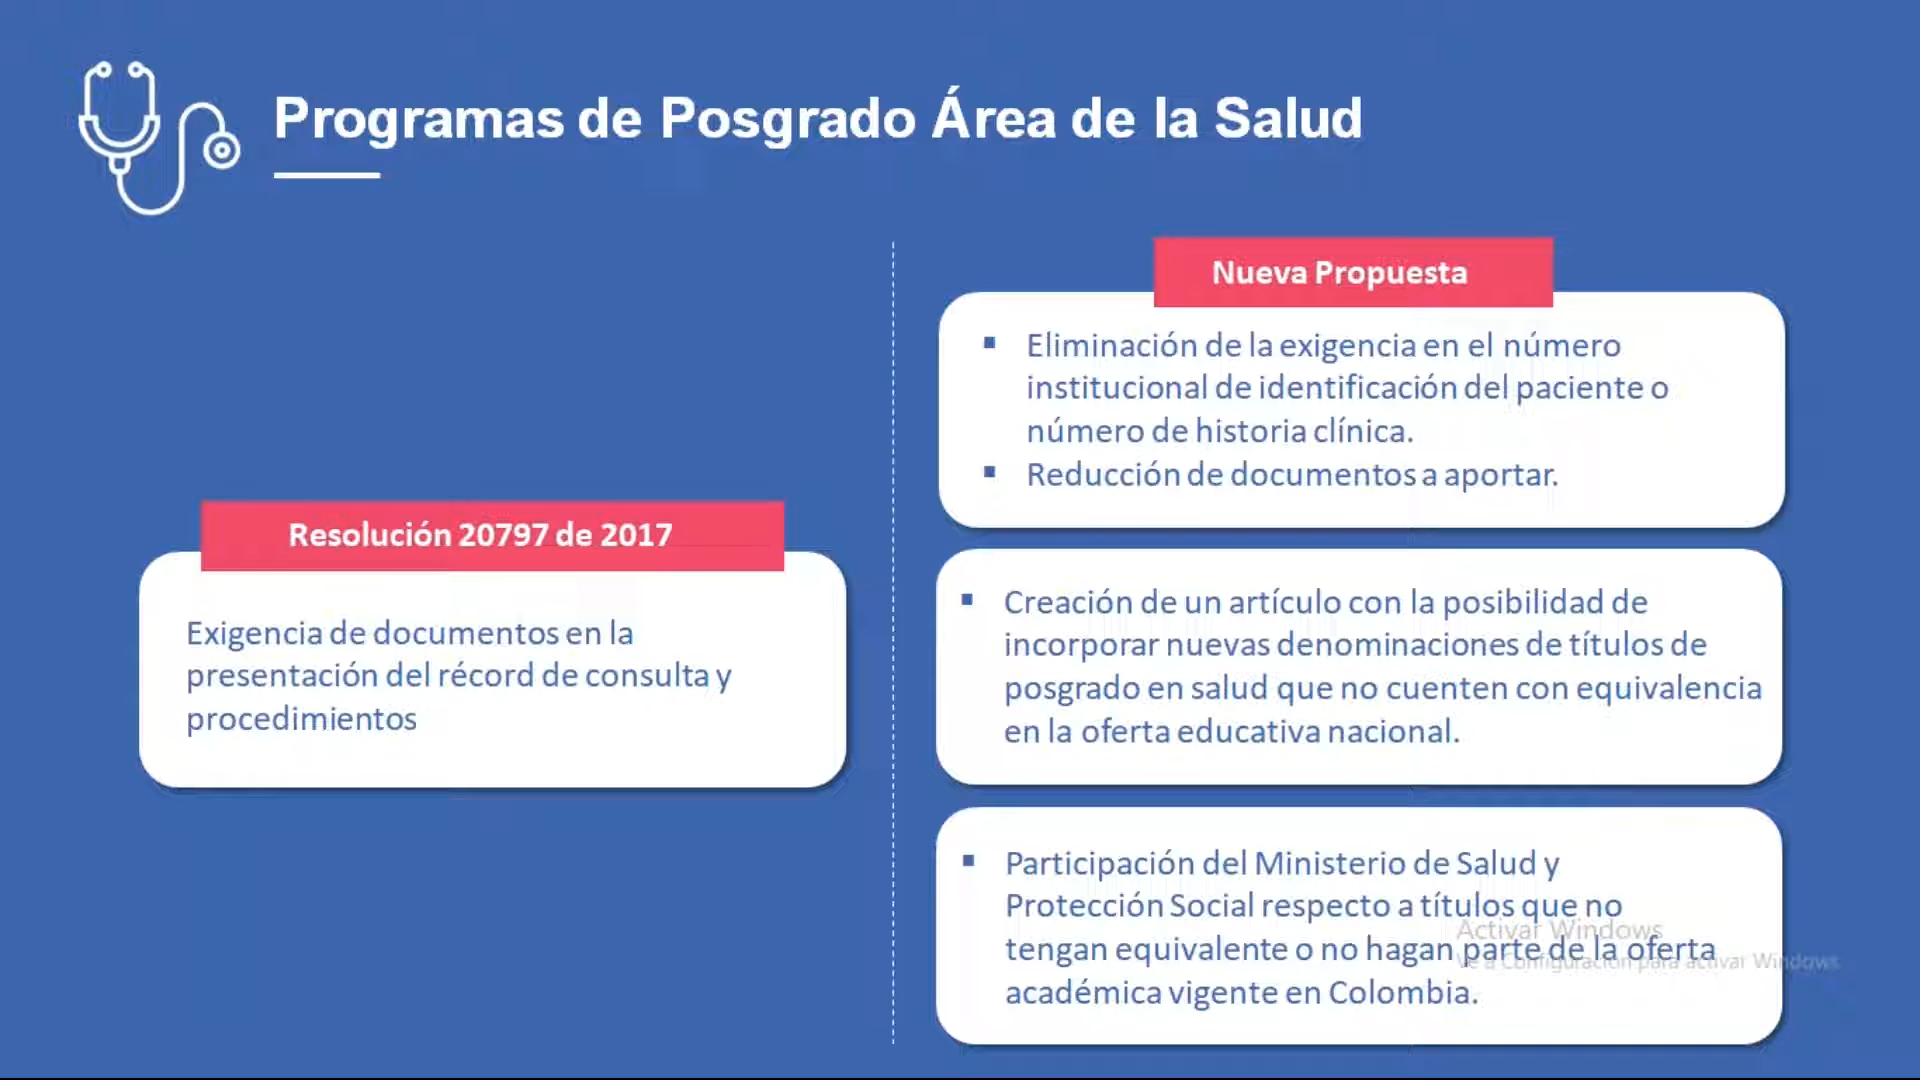 Programas de Posgrado Área de la Salud
Resolución 20797 de 2017
Exigencia de documentos en la
presentación del récord de consulta y
procedimientos
Nueva Propuesta
▪ Eliminación de la exigencia en el número
institucional de identificación del paciente o
número de historia clínica.
▪ Reducción de documentos a aportar.
▪ Creación de un artículo con la posibilidad de
incorporar nuevas denominaciones de títulos de
posgrado en salud que no cuenten con equivalencia
en la oferta educativa nacional.
▪ Participación del Ministerio de Salud y
Protección Social respecto a títulos que no
tengan equivalente o no hagan parte de la oferta
académica vigente en Colombia.
Activar Windows
Ve a Configuración para activar Windows